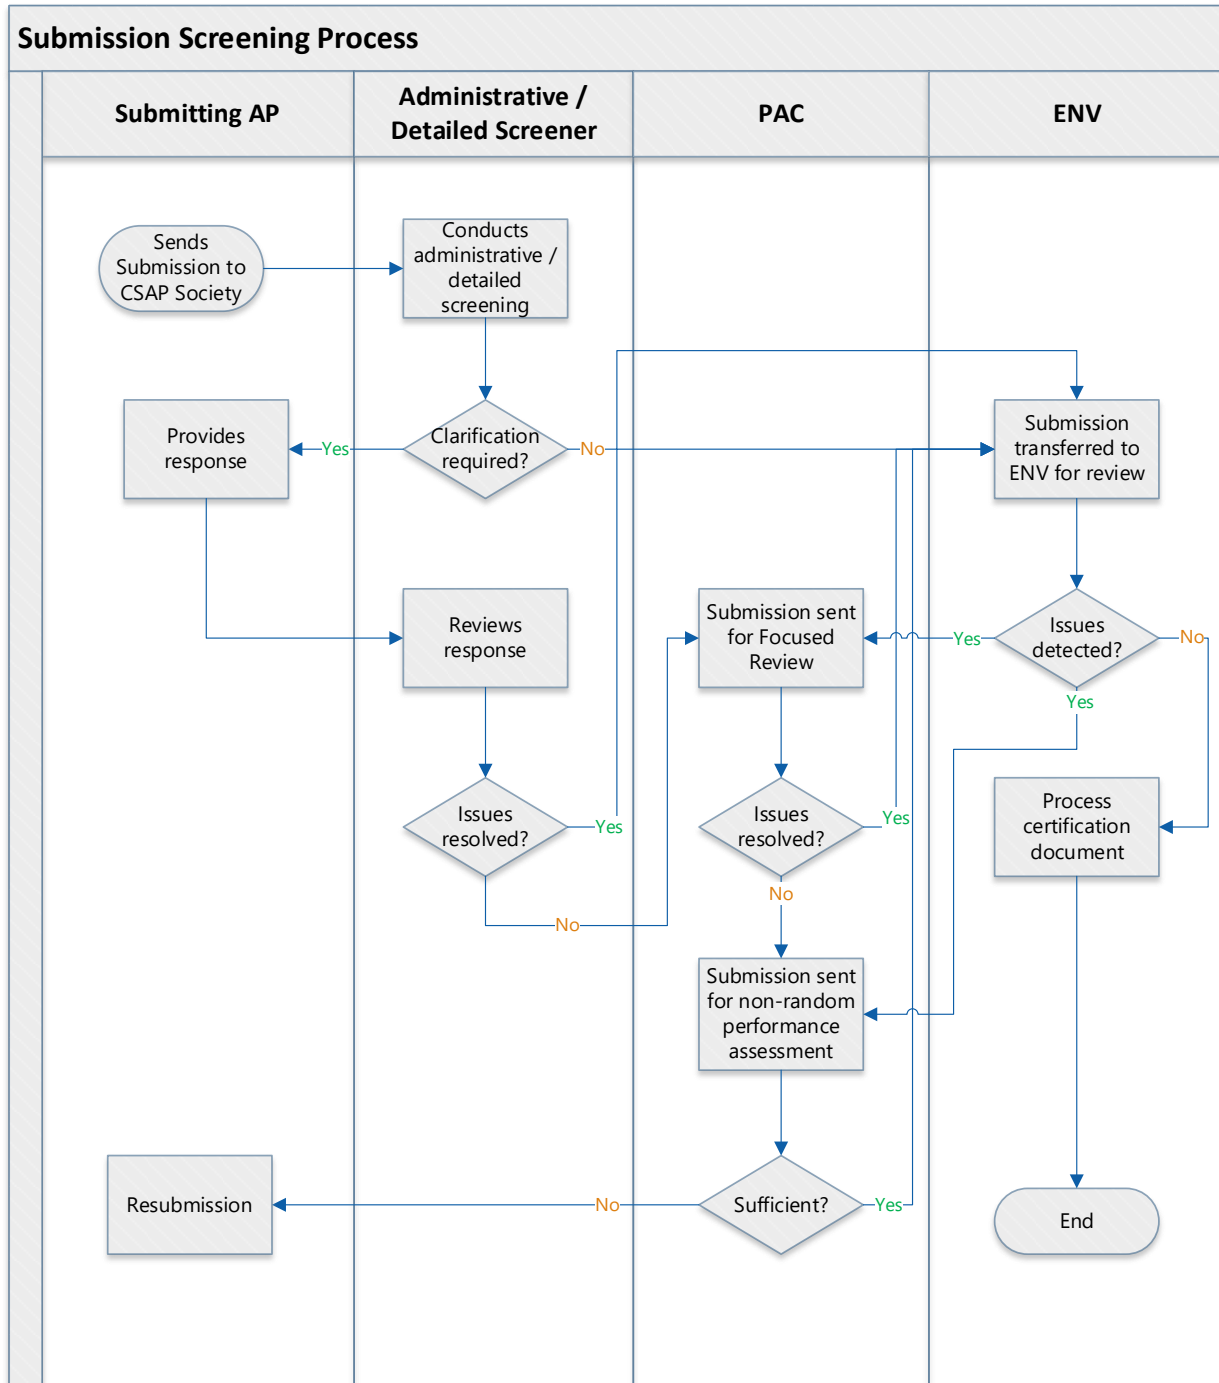 Submission Screening Process
Submitting AP
Administrative /
Detailed Screener
PAC
ENV
Sends
Submission to
CSAP Society
Conducts
administrative /
detailed
screening
Provides
response
Yes
Clarification
required?
No
Submission
transferred to
ENV for review
Reviews
response
Submission sent
for Focused
Review
Yes
Issues
detected?
No
Yes
Issues
resolved?
Yes
Issues
resolved?
Yes
Process
certification
document
No
No
Submission sent
for non-random
performance
assessment
Resubmission
No
Sufficient?
Yes
End